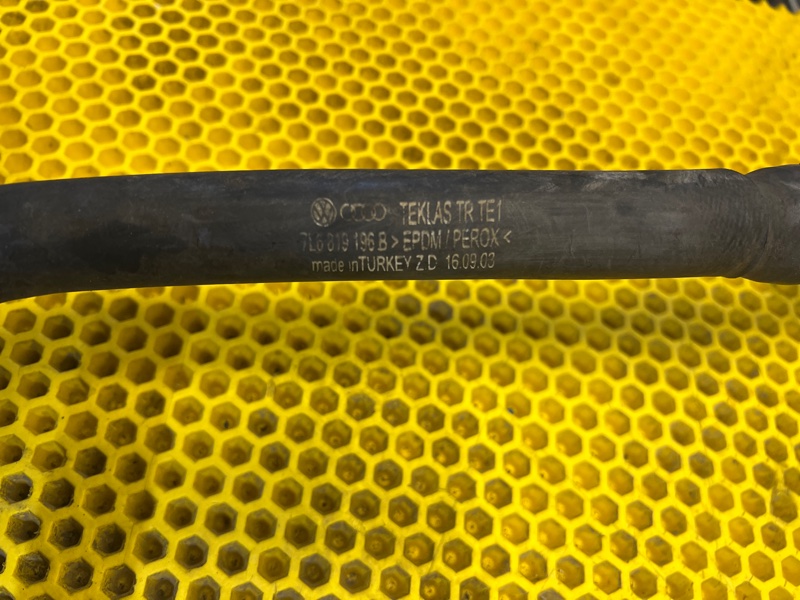 TEKLAS TR TE1
7L6 819 196 B > EPDM / PEROX <
made in TURKEY Z D 16.09.03